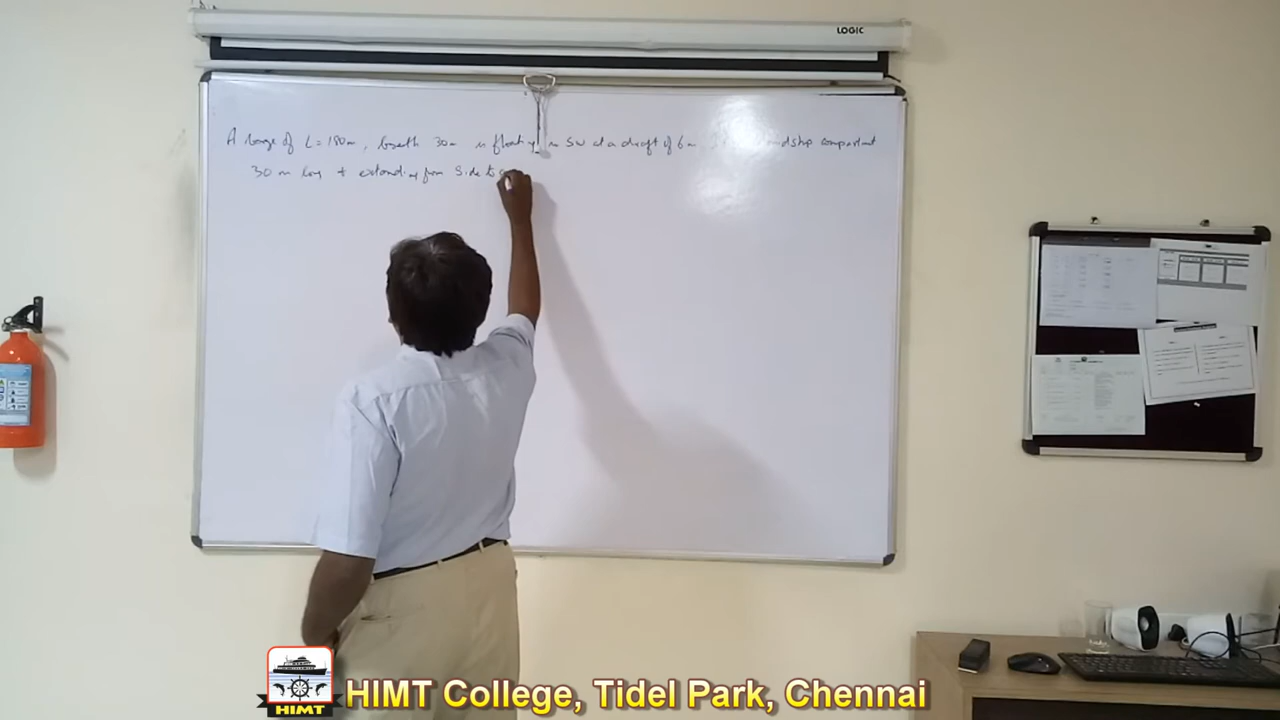 LOGIC
A barge of L = 180m, breadth 30m is floating in SW at a draft of 6m midship compartment
30 m long + extending from side to
HIMT
HIMT College, Tidel Park, Chennai